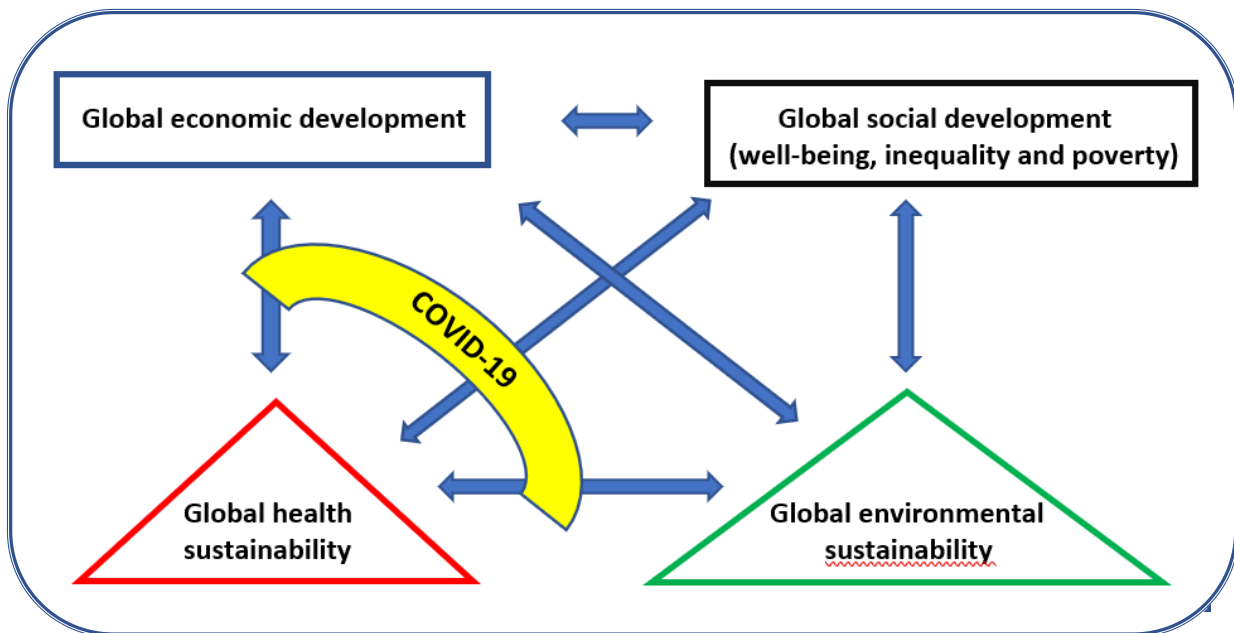 Global economic development
Global social development
(well-being, inequality and poverty)
COVID-19
Global health
sustainability
Global environmental
sustainability